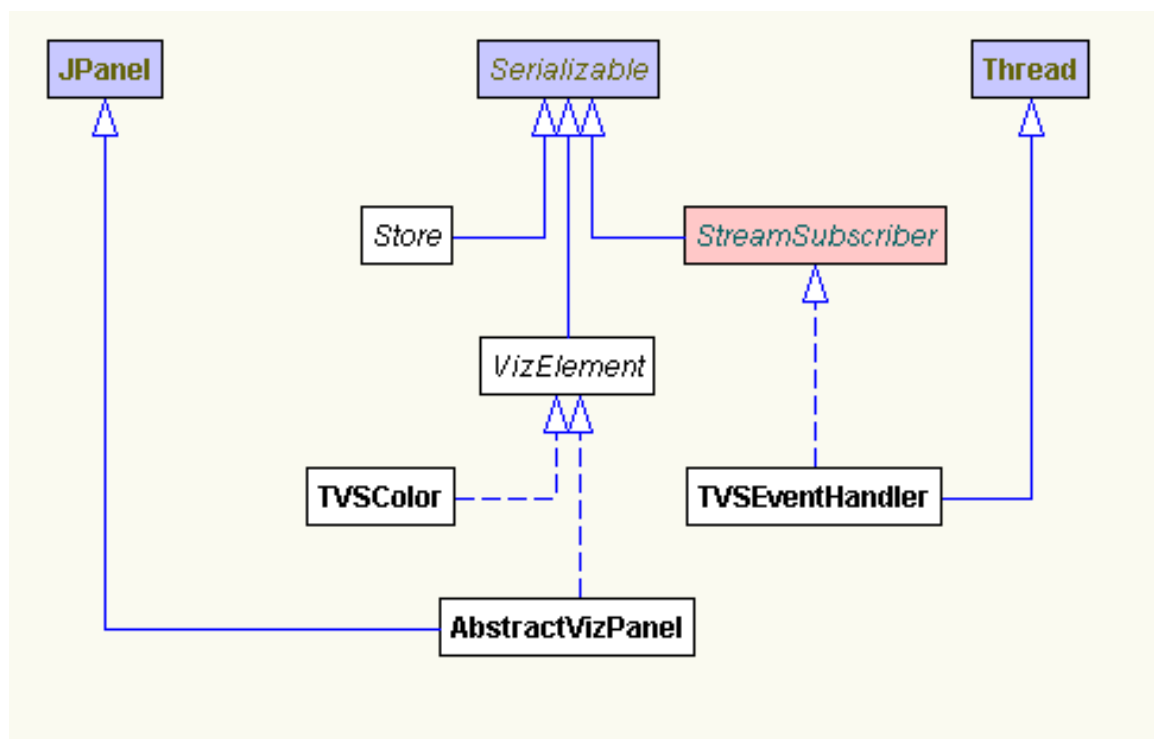 JPanel
Serializable
Thread
Store
StreamSubscriber
VizElement
TVSColor
TVSEventHandler
AbstractVizPanel